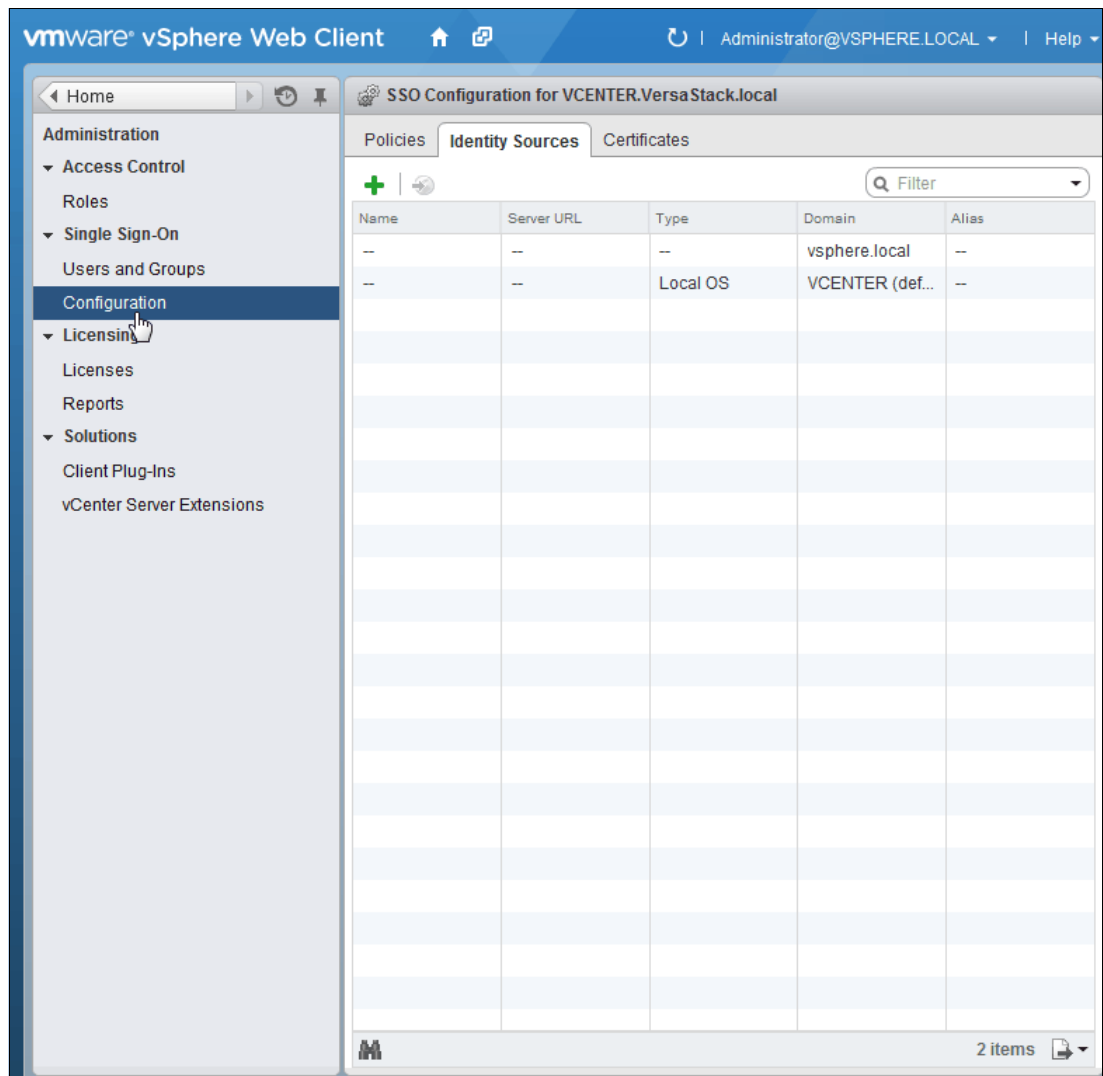 vmware® vSphere Web Client
Administrator@VSPHERE.LOCAL
Help
Home
Administration
Access Control
Roles
Single Sign-On
Users and Groups
Configuration
Licensing
Licenses
Reports
Solutions
Client Plug-Ins
vCenter Server Extensions
SSO Configuration for VCENTER.VersaStack.local
Policies Identity Sources Certificates
Filter
Name Server URL Type Domain Alias
-- -- -- vsphere.local --
-- -- Local OS VCENTER (def... --
2 items